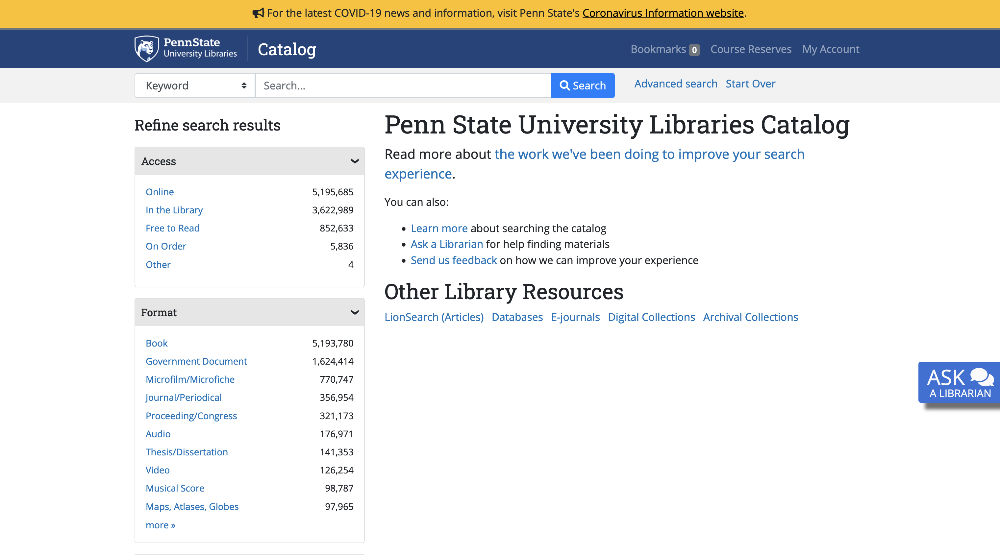 For the latest COVID-19 news and information, visit Penn State's Coronavirus Information website.
PennState
University Libraries
Catalog
Bookmarks 0 Course Reserves My Account
Keyword
Search...
Search
Advanced search Start Over
Refine search results
Access
Online 5,195,685
In the Library 3,622,989
Free to Read 852,633
On Order 5,836
Other 4
Format
Book 5,193,780
Government Document 1,624,414
Microfilm/Microfiche 770,747
Journal/Periodical 356,954
Proceeding/Congress 321,173
Audio 176,971
Thesis/Dissertation 141,353
Video 126,254
Musical Score 98,787
Maps, Atlases, Globes 97,965
more »
Penn State University Libraries Catalog
Read more about the work we've been doing to improve your search
experience.
You can also:
• Learn more about searching the catalog
• Ask a Librarian for help finding materials
• Send us feedback on how we can improve your experience
Other Library Resources
LionSearch (Articles) Databases E-journals Digital Collections Archival Collections
ASK
A LIBRARIAN